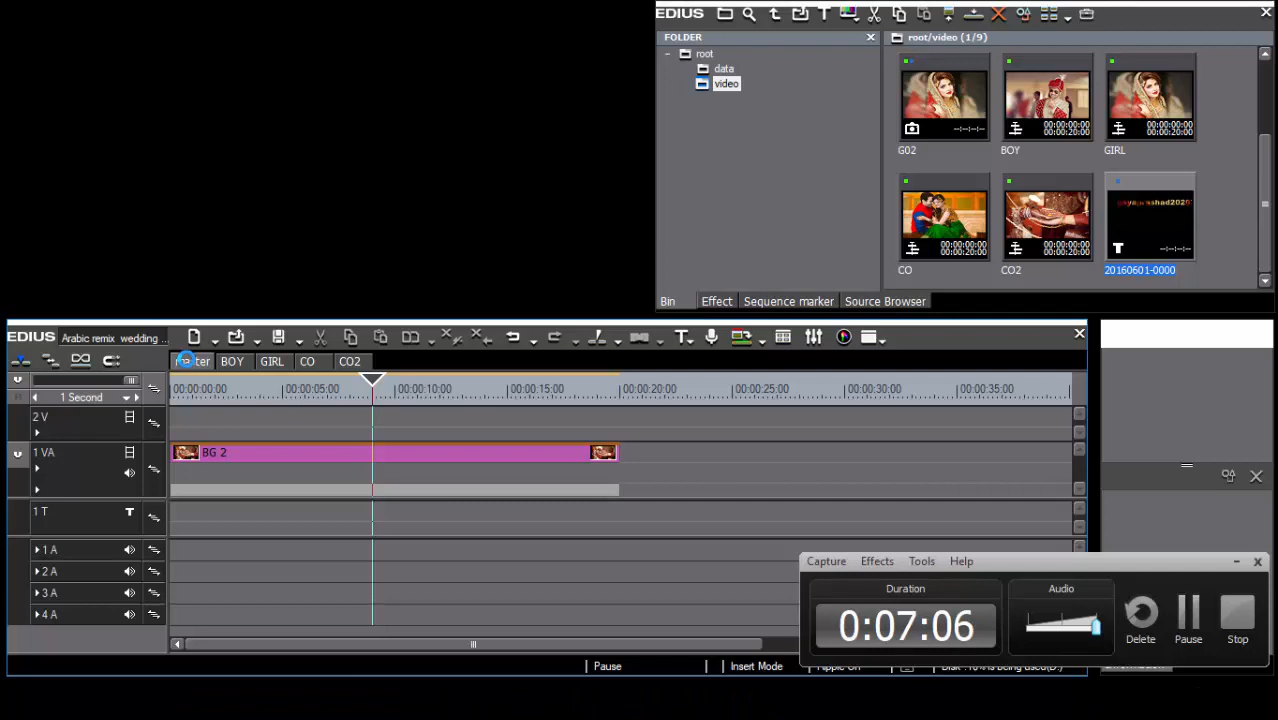 EDIUS
FOLDER
root/video (1/9)
root
data
video
00:00:00:00
00:00:20:00
00:00:00:00
00:00:20:00
G02
BOY
GIRL
00:00:00:00
00:00:20:00
00:00:00:00
00:00:20:00
CO
CO2
20160601-0000
Bin
Effect
Sequence marker
Source Browser
EDIUS
Arabic remix wedding ...
BOY
GIRL
CO
CO2
00:00:00:00
00:00:05:00
00:00:10:00
00:00:15:00
00:00:20:00
00:00:25:00
00:00:30:00
00:00:35:00
1 Second
2 V
1 VA
BG 2
1 T
T
1 A
2 A
3 A
4 A
Capture
Effects
Tools
Help
Duration
Audio
0:07:06
Delete
Pause
Stop
Pause
Insert Mode